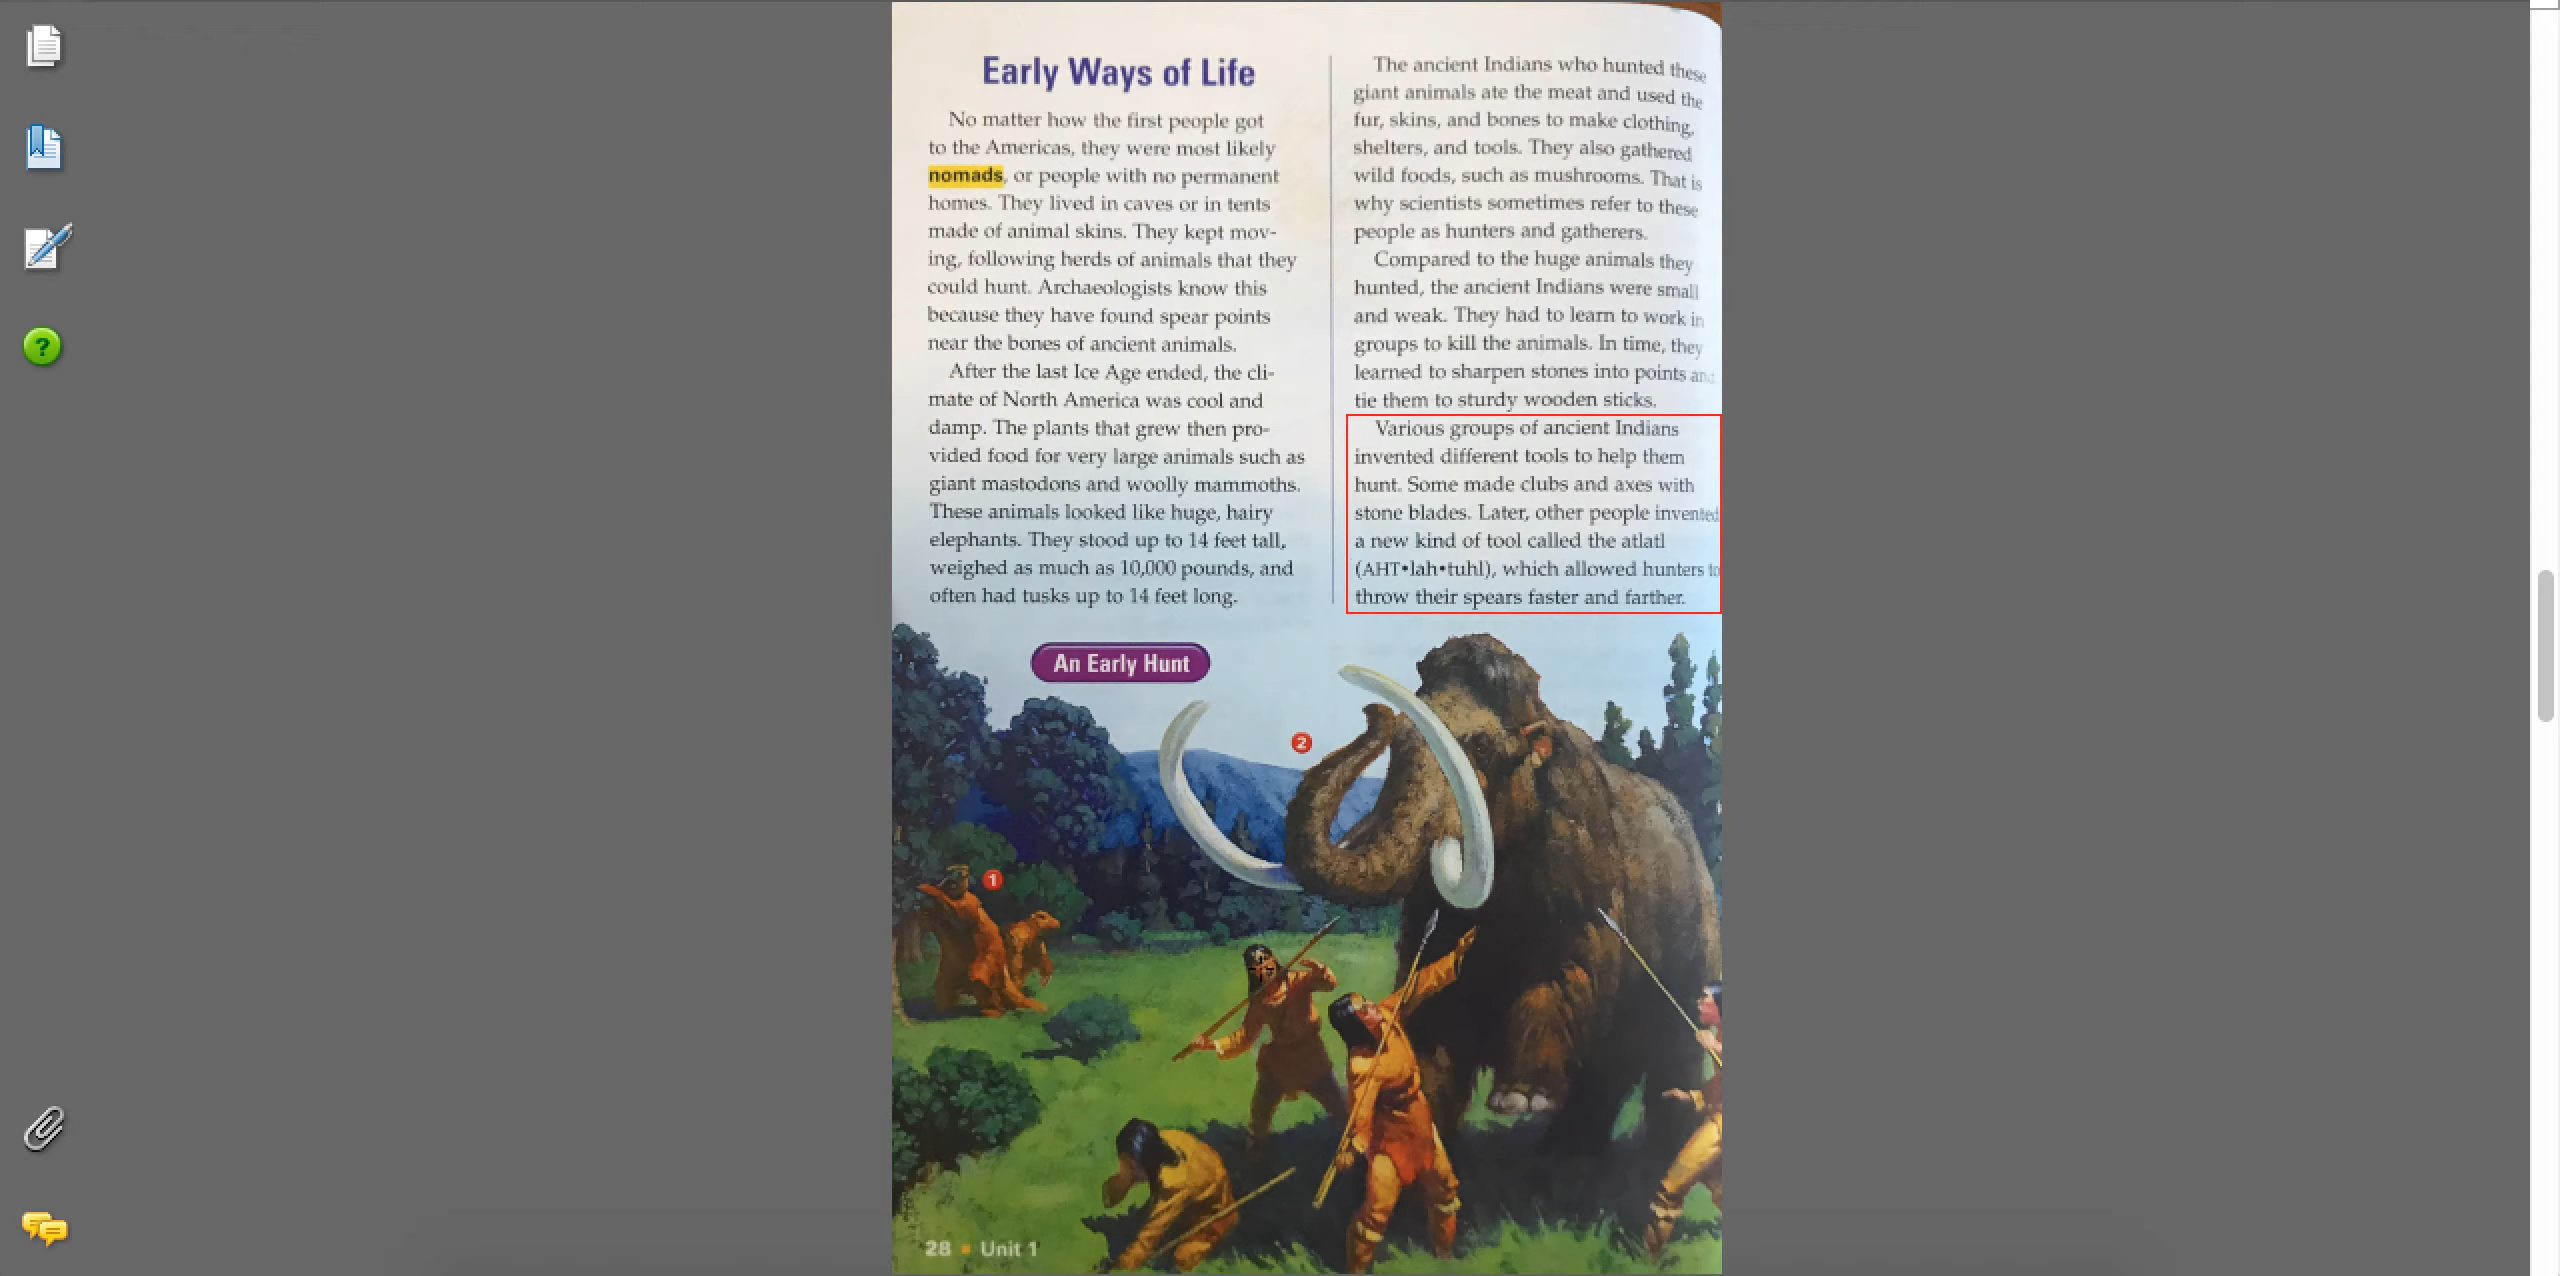 Early Ways of Life
No matter how the first people got
to the Americas, they were most likely
nomads, or people with no permanent
homes. They lived in caves or in tents
made of animal skins. They kept mov-
ing, following herds of animals that they
could hunt. Archaeologists know this
because they have found spear points
near the bones of ancient animals.
After the last Ice Age ended, the cli-
mate of North America was cool and
damp. The plants that grew then pro-
vided food for very large animals such as
giant mastodons and woolly mammoths.
These animals looked like huge, hairy
elephants. They stood up to 14 feet tall,
weighed as much as 10,000 pounds, and
often had tusks up to 14 feet long.
The ancient Indians who hunted these
giant animals ate the meat and used the
fur, skins, and bones to make clothing,
shelters, and tools. They also gathered
wild foods, such as mushrooms. That is
why scientists sometimes refer to these
people as hunters and gatherers.
Compared to the huge animals they
hunted, the ancient Indians were small
and weak. They had to learn to work in
groups to kill the animals. In time, they
learned to sharpen stones into points and
tie them to sturdy wooden sticks.
Various groups of ancient Indians
invented different tools to help them
hunt. Some made clubs and axes with
stone blades. Later, other people invented
a new kind of tool called the atlatl
(AHT•lah•tuhl), which allowed hunters to
throw their spears faster and farther.
An Early Hunt
2
1
28 ▪ Unit 1
?